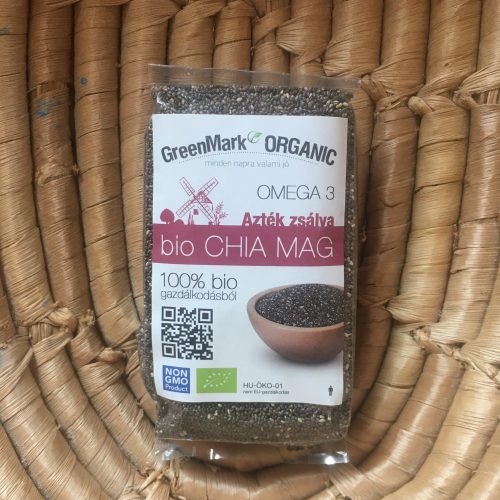 GreenMark ORGANIC
minden napra valami jó
OMEGA 3
Azték zsálya
bio CHIA MAG
100% bio
gazdálkodásból
NON
GMO
Product
HU-ÖKO-01
nem EU-gazdálkodás